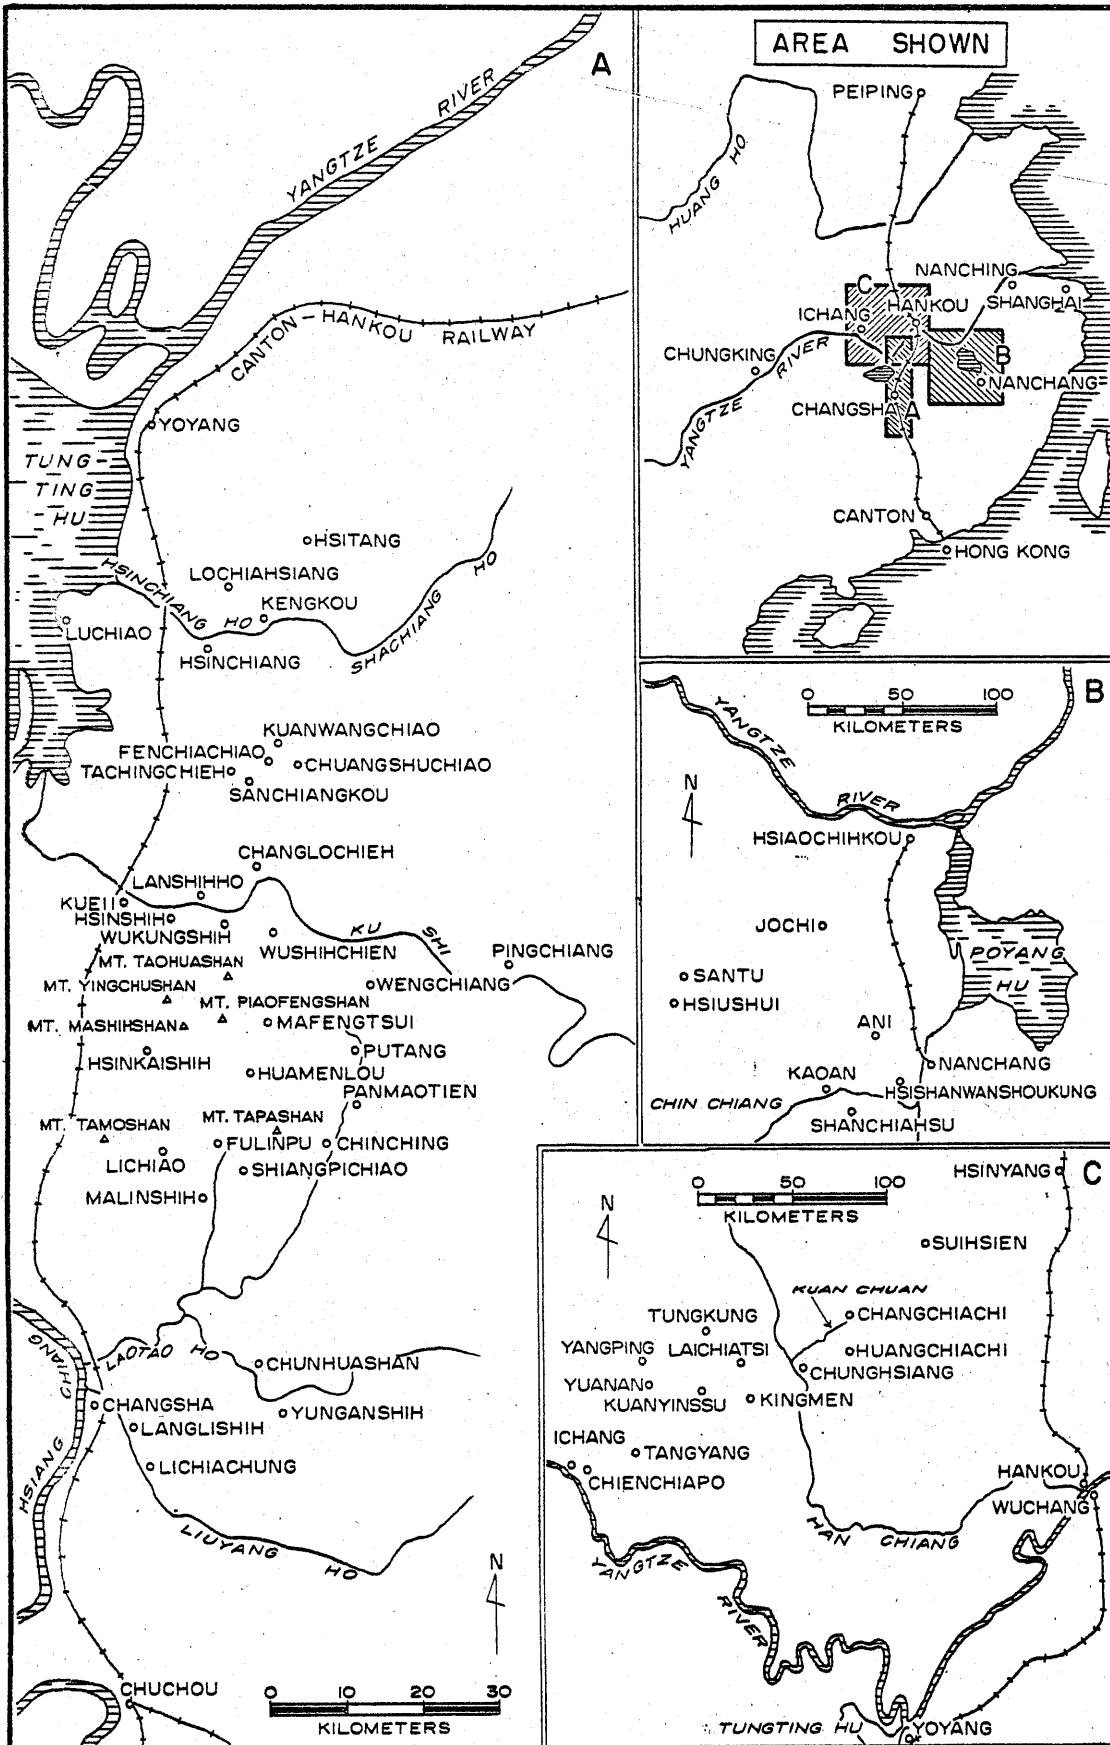 A
YANGTZE RIVER
CANTON – HANKOU RAILWAY
YOYANG
TUNG-
TING
HU
HSITANG
LOCHIAHSIANG
HSINCHIANG HO
KENGKOU
SHACHIANG HO
LUCHIAO
HSINCHIANG
KUANWANGCHIAO
FENCHIACHIAO
CHUANGSHUCHIAO
TACHINGCHIEH
SANCHIANGKOU
CHANGLOCHIEH
LANSHIHHO
KUEII
HSINSHIH
WUKUNGSHIH
KU SHI
WUSHIHCHIEN
PINGCHIANG
MT. TAOHUASHAN
MT. YINGCHUSHAN
WENGCHIANG
MT. PIAOFENGSHAN
MT. MASHIHSHAN
MAFENGTSUI
HSINKAISHIH
PUTANG
HUAMENLOU
PANMAOTIEN
MT. TAPASHAN
MT. TAMOSHAN
FULINPU
CHINCHING
LICHIAO
SHIANGPICHIAO
MALINSHIH
LAOTAO HO
CHUNHUASHAN
CHANGSHA
YUNGANSHIH
LANGLISHIH
HSIANG CHIANG
LICHIACHUNG
LIUYANG HO
N
CHUCHOU
0 10 20 30
KILOMETERS
AREA SHOWN
PEIPING
HUANG HO
NANCHING
C
HANKOU
SHANGHAI
ICHANG
CHUNGKING
YANGTZE RIVER
B
NANCHANG
CHANGSHA
A
CANTON
HONG KONG
B
0 50 100
KILOMETERS
YANGTZE RIVER
N
HSIAOCHIHKOU
JOCHI
POYANG
HU
SANTU
HSIUSHUI
ANI
NANCHANG
KAOAN
HSISHANWANSHOUKUNG
CHIN CHIANG
SHANCHIAHSU
C
HSINYANG
0 50 100
KILOMETERS
N
SUIHSIEN
KUAN CHUAN
CHANGCHIACHI
TUNGKUNG
YANGPING
LAICHIATSI
HUANGCHIACHI
CHUNGHSIANG
YUANAN
KUANYINSSU
KINGMEN
ICHANG
TANGYANG
CHIENCHIAPO
HANKOU
WUCHANG
HAN CHIANG
YANGTZE RIVER
TUNGTING HU
YOYANG